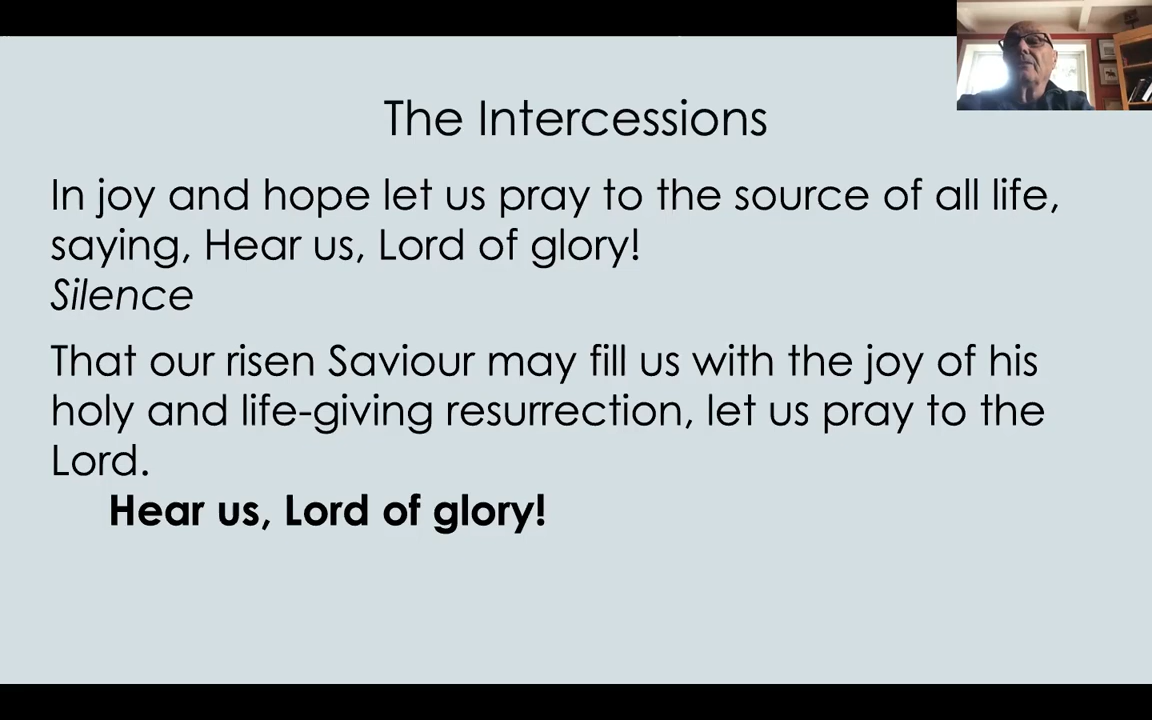 The Intercessions
In joy and hope let us pray to the source of all life,
saying, Hear us, Lord of glory!
Silence
That our risen Saviour may fill us with the joy of his
holy and life-giving resurrection, let us pray to the
Lord.
Hear us, Lord of glory!